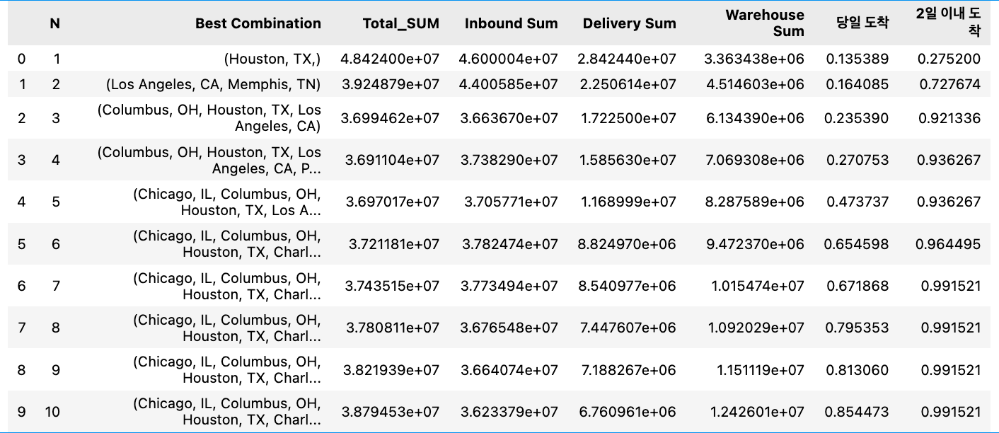 N Best Combination Total_SUM Inbound Sum Delivery Sum Warehouse Sum 당일 도착 2일 이내 도착
0 1 (Houston, TX,) 4.842400e+07 4.600004e+07 2.842440e+07 3.363438e+06 0.135389 0.275200
1 2 (Los Angeles, CA, Memphis, TN) 3.924879e+07 4.400585e+07 2.250614e+07 4.514603e+06 0.164085 0.727674
2 3 (Columbus, OH, Houston, TX, Los Angeles, CA) 3.699462e+07 3.663670e+07 1.722500e+07 6.134390e+06 0.235390 0.921336
3 4 (Columbus, OH, Houston, TX, Los Angeles, CA, P... 3.691104e+07 3.738290e+07 1.585630e+07 7.069308e+06 0.270753 0.936267
4 5 (Chicago, IL, Columbus, OH, Houston, TX, Los A... 3.697017e+07 3.705771e+07 1.168999e+07 8.287589e+06 0.473737 0.936267
5 6 (Chicago, IL, Columbus, OH, Houston, TX, Charl... 3.721181e+07 3.782474e+07 8.824970e+06 9.472370e+06 0.654598 0.964495
6 7 (Chicago, IL, Columbus, OH, Houston, TX, Charl... 3.743515e+07 3.773494e+07 8.540977e+06 1.015474e+07 0.671868 0.991521
7 8 (Chicago, IL, Columbus, OH, Houston, TX, Charl... 3.780811e+07 3.676548e+07 7.447607e+06 1.092029e+07 0.795353 0.991521
8 9 (Chicago, IL, Columbus, OH, Houston, TX, Charl... 3.821939e+07 3.664074e+07 7.188267e+06 1.151119e+07 0.813060 0.991521
9 10 (Chicago, IL, Columbus, OH, Houston, TX, Charl... 3.879453e+07 3.623379e+07 6.760961e+06 1.242601e+07 0.854473 0.991521